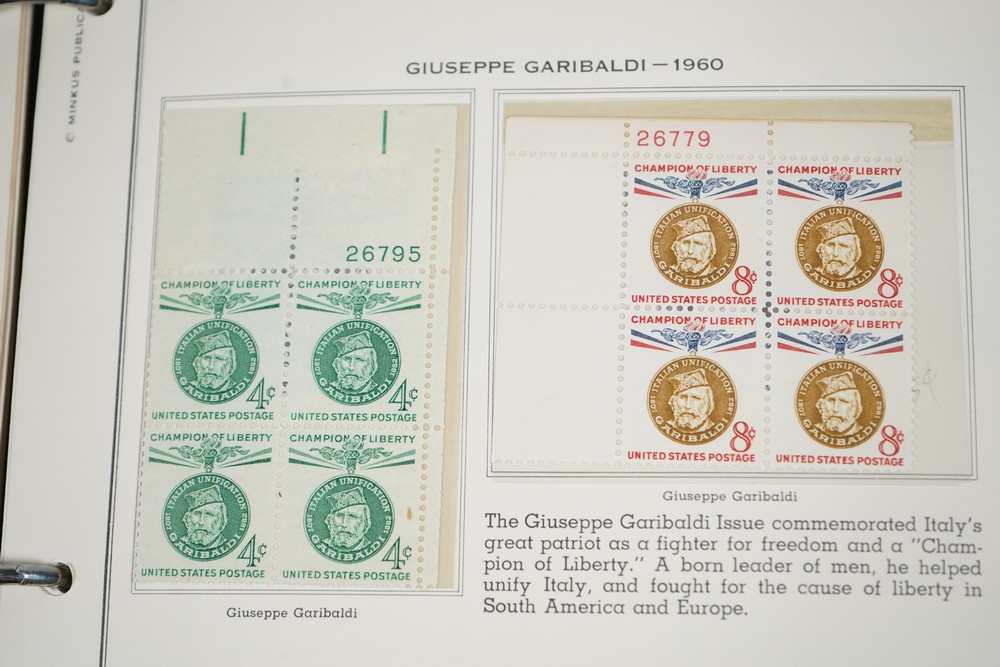 © MINKUS PUBLICA
GIUSEPPE GARIBALDI — 1960
26795
CHAMPION OF LIBERTY CHAMPION OF LIBERTY
ITALIAN UNIFICATION ITALIAN UNIFICATION
1807 1882 1807 1882
GARIBALDI GARIBALDI
4¢ 4¢
UNITED STATES POSTAGE UNITED STATES POSTAGE
CHAMPION OF LIBERTY CHAMPION OF LIBERTY
ITALIAN UNIFICATION ITALIAN UNIFICATION
1807 1882 1807 1882
GARIBALDI GARIBALDI
4¢ 4¢
UNITED STATES POSTAGE UNITED STATES POSTAGE
Giuseppe Garibaldi
26779
CHAMPION OF LIBERTY CHAMPION OF LIBERTY
ITALIAN UNIFICATION ITALIAN UNIFICATION
1807 1882 1807 1882
GARIBALDI GARIBALDI
8¢ 8¢
UNITED STATES POSTAGE UNITED STATES POSTAGE
CHAMPION OF LIBERTY CHAMPION OF LIBERTY
ITALIAN UNIFICATION ITALIAN UNIFICATION
1807 1882 1807 1882
GARIBALDI GARIBALDI
8¢ 8¢
UNITED STATES POSTAGE UNITED STATES POSTAGE
Giuseppe Garibaldi
The Giuseppe Garibaldi Issue commemorated Italy's
great patriot as a fighter for freedom and a "Cham-
pion of Liberty." A born leader of men, he helped
unify Italy, and fought for the cause of liberty in
South America and Europe.